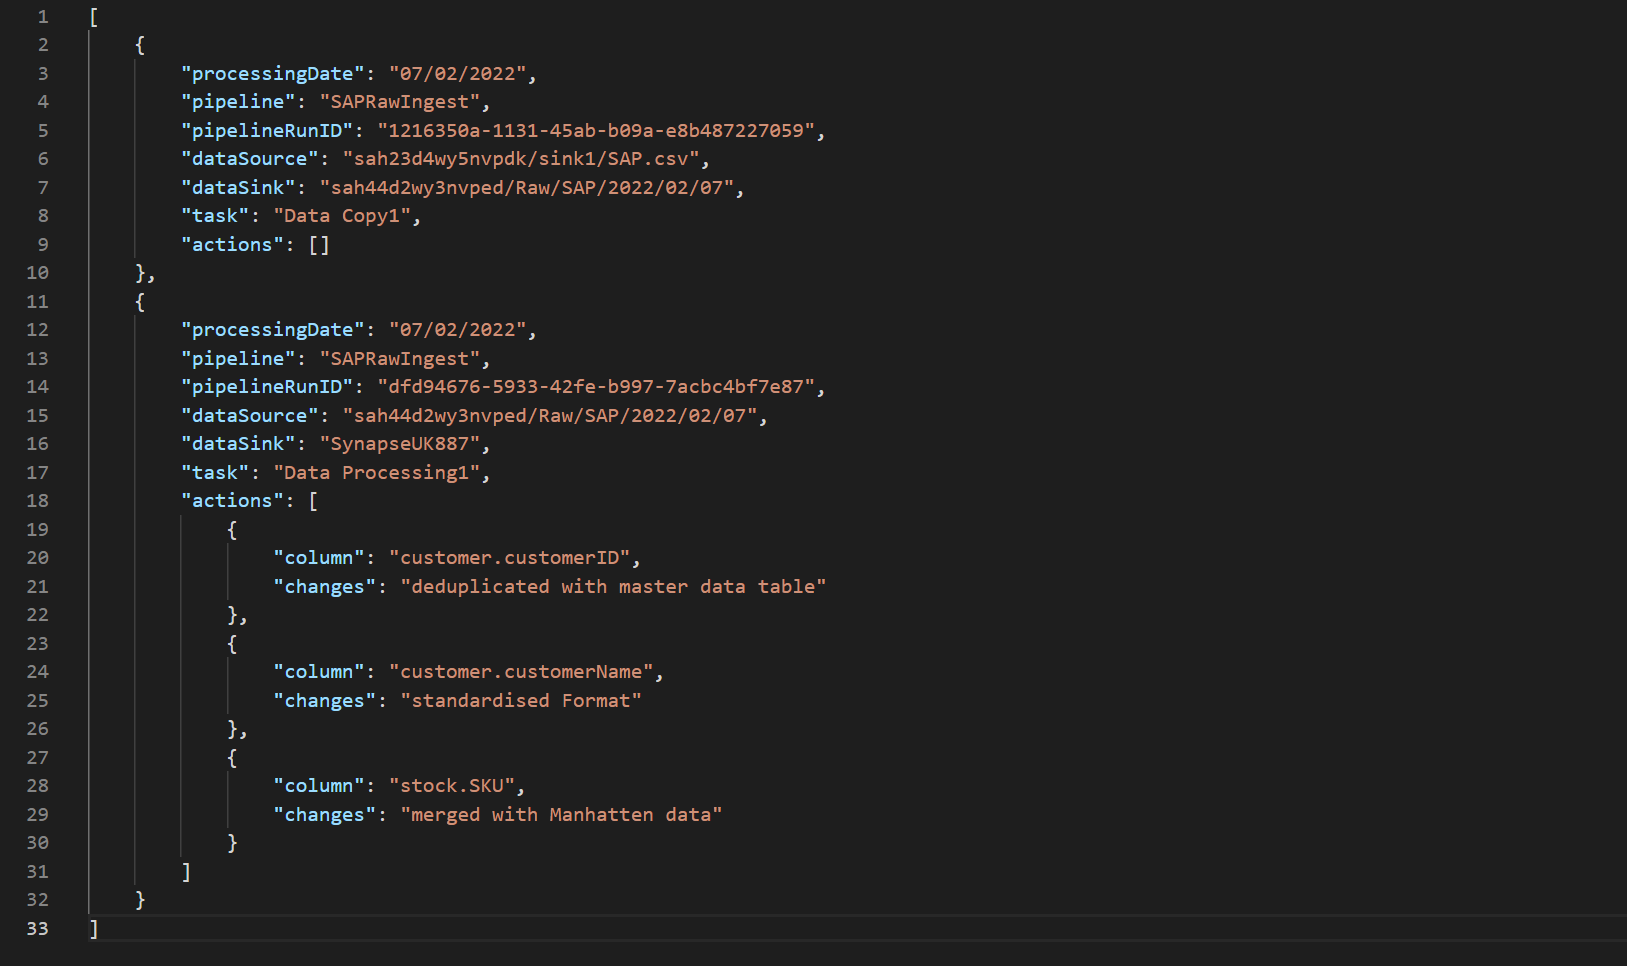 1 [
2     {
3         "processingDate": "07/02/2022",
4         "pipeline": "SAPRawIngest",
5         "pipelineRunID": "1216350a-1131-45ab-b09a-e8b487227059",
6         "dataSource": "sah23d4wy5nvpdk/sink1/SAP.csv",
7         "dataSink": "sah44d2wy3nvped/Raw/SAP/2022/02/07",
8         "task": "Data Copy1",
9         "actions": []
10     },
11     {
12         "processingDate": "07/02/2022",
13         "pipeline": "SAPRawIngest",
14         "pipelineRunID": "dfd94676-5933-42fe-b997-7acbc4bf7e87",
15         "dataSource": "sah44d2wy3nvped/Raw/SAP/2022/02/07",
16         "dataSink": "SynapseUK887",
17         "task": "Data Processing1",
18         "actions": [
19             {
20                 "column": "customer.customerID",
21                 "changes": "deduplicated with master data table"
22             },
23             {
24                 "column": "customer.customerName",
25                 "changes": "standardised Format"
26             },
27             {
28                 "column": "stock.SKU",
29                 "changes": "merged with Manhatten data"
30             }
31         ]
32     }
33 ]